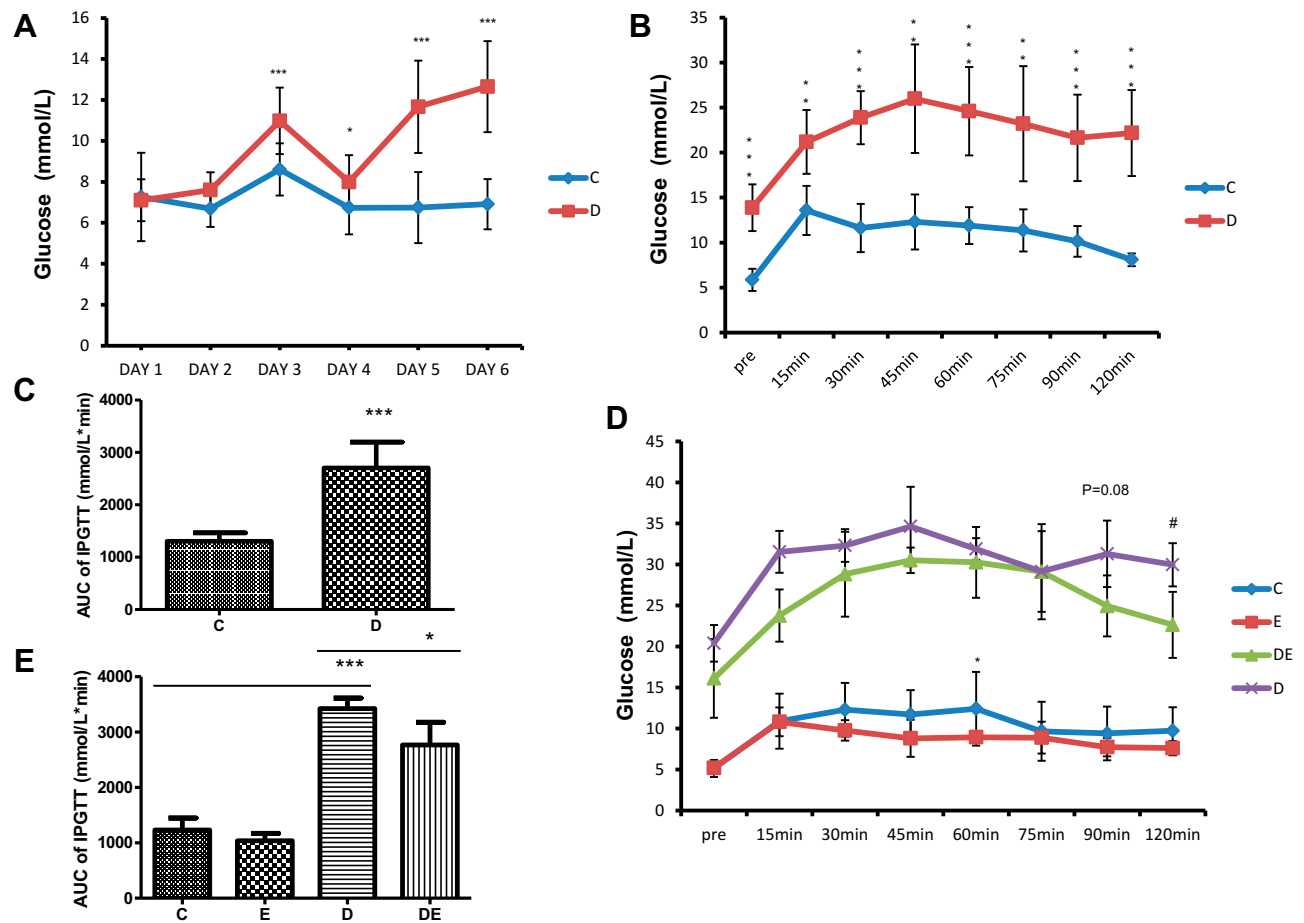 A
Glucose (mmol/L)
16
14
12
10
8
6
4
2
0
***
*
***
***
DAY 1 DAY 2 DAY 3 DAY 4 DAY 5 DAY 6
C
D
B
Glucose (mmol/L)
35
30
25
20
15
10
5
0
***
**
***
**
***
**
***
***
pre 15min 30min 45min 60min 75min 90min 120min
C
D
C
AUC of IPGTT (mmol/L*min)
4000
3000
2000
1000
0
***
C D
D
Glucose (mmol/L)
45
40
35
30
25
20
15
10
5
0
P=0.08
#
*
pre 15min 30min 45min 60min 75min 90min 120min
C
E
DE
D
E
AUC of IPGTT (mmol/L*min)
4000
3000
2000
1000
0
*
***
C E D DE